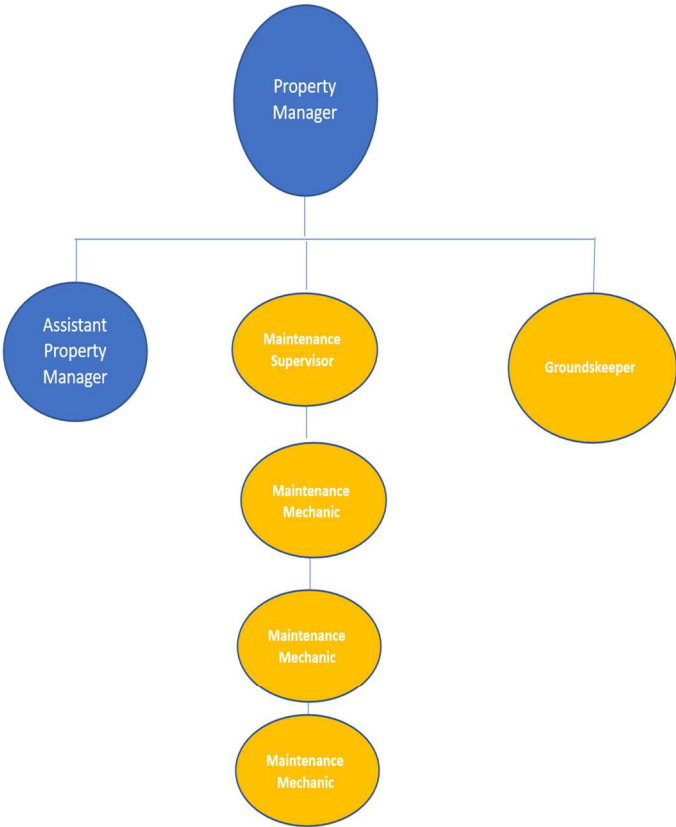 Property
Manager
Assistant
Property
Manager
Maintenance
Supervisor
Groundskeeper
Maintenance
Mechanic
Maintenance
Mechanic
Maintenance
Mechanic